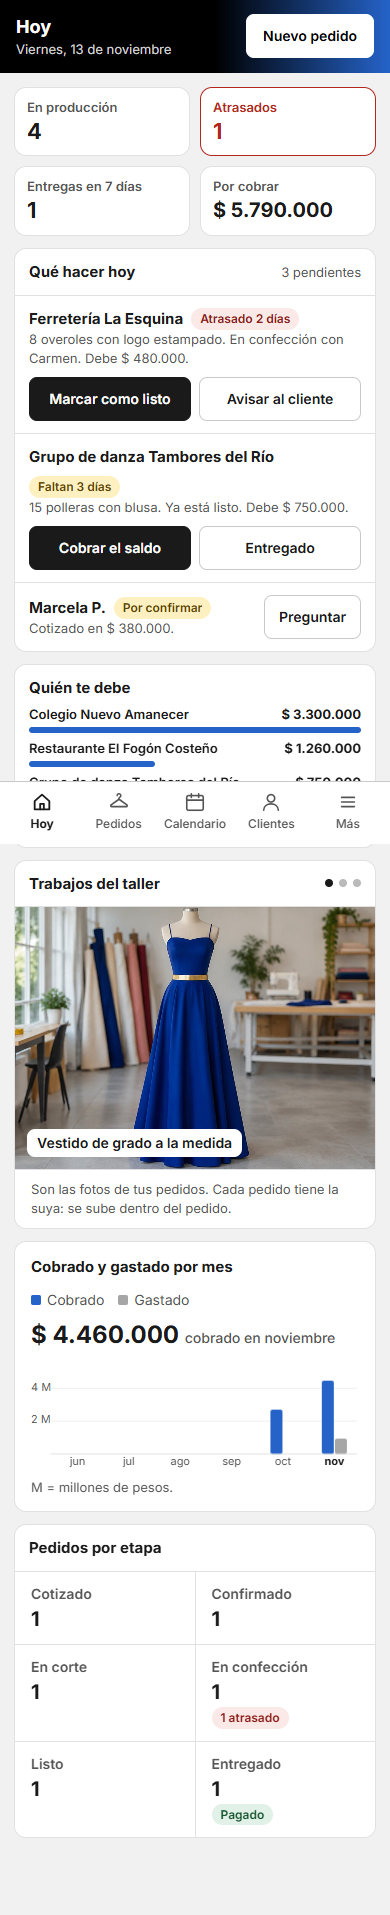 Hoy
Viernes, 13 de noviembre
Nuevo pedido
En producción
4
Atrasados
1
Entregas en 7 días
1
Por cobrar
$ 5.790.000
Qué hacer hoy
3 pendientes
Ferretería La Esquina
Atrasado 2 días
8 overoles con logo estampado. En confección con
Carmen. Debe $ 480.000.
Marcar como listo
Avisar al cliente
Grupo de danza Tambores del Río
Faltan 3 días
15 polleras con blusa. Ya está listo. Debe $ 750.000.
Cobrar el saldo
Entregado
Marcela P.
Por confirmar
Cotizado en $ 380.000.
Preguntar
Quién te debe
Colegio Nuevo Amanecer
$ 3.300.000
Restaurante El Fogón Costeño
$ 1.260.000
Grupo de danza Tambores del Río
$ 750.000
Hoy
Pedidos
Calendario
Clientes
Más
Trabajos del taller
Vestido de grado a la medida
Son las fotos de tus pedidos. Cada pedido tiene la
suya: se sube dentro del pedido.
Cobrado y gastado por mes
Cobrado
Gastado
$ 4.460.000 cobrado en noviembre
4 M
2 M
jun
jul
ago
sep
oct
nov
M = millones de pesos.
Pedidos por etapa
Cotizado
1
Confirmado
1
En corte
1
En confección
1
1 atrasado
Listo
1
Entregado
1
Pagado